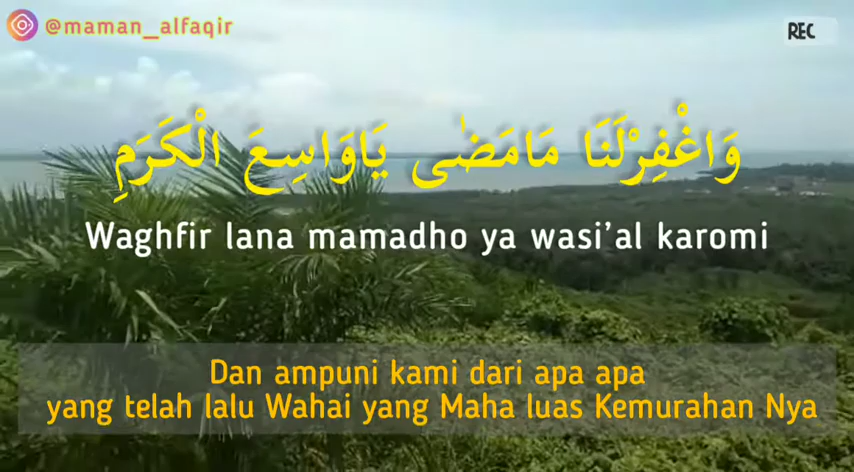 @maman_alfaqir
REC
وَاغْفِرْلَنَا مَامَضٰى يَاوَاسِعَ الْكَرَمِ
Waghfir lana mamadho ya wasi'al karomi
Dan ampuni kami dari apa apa
yang telah lalu Wahai yang Maha luas Kemurahan Nya